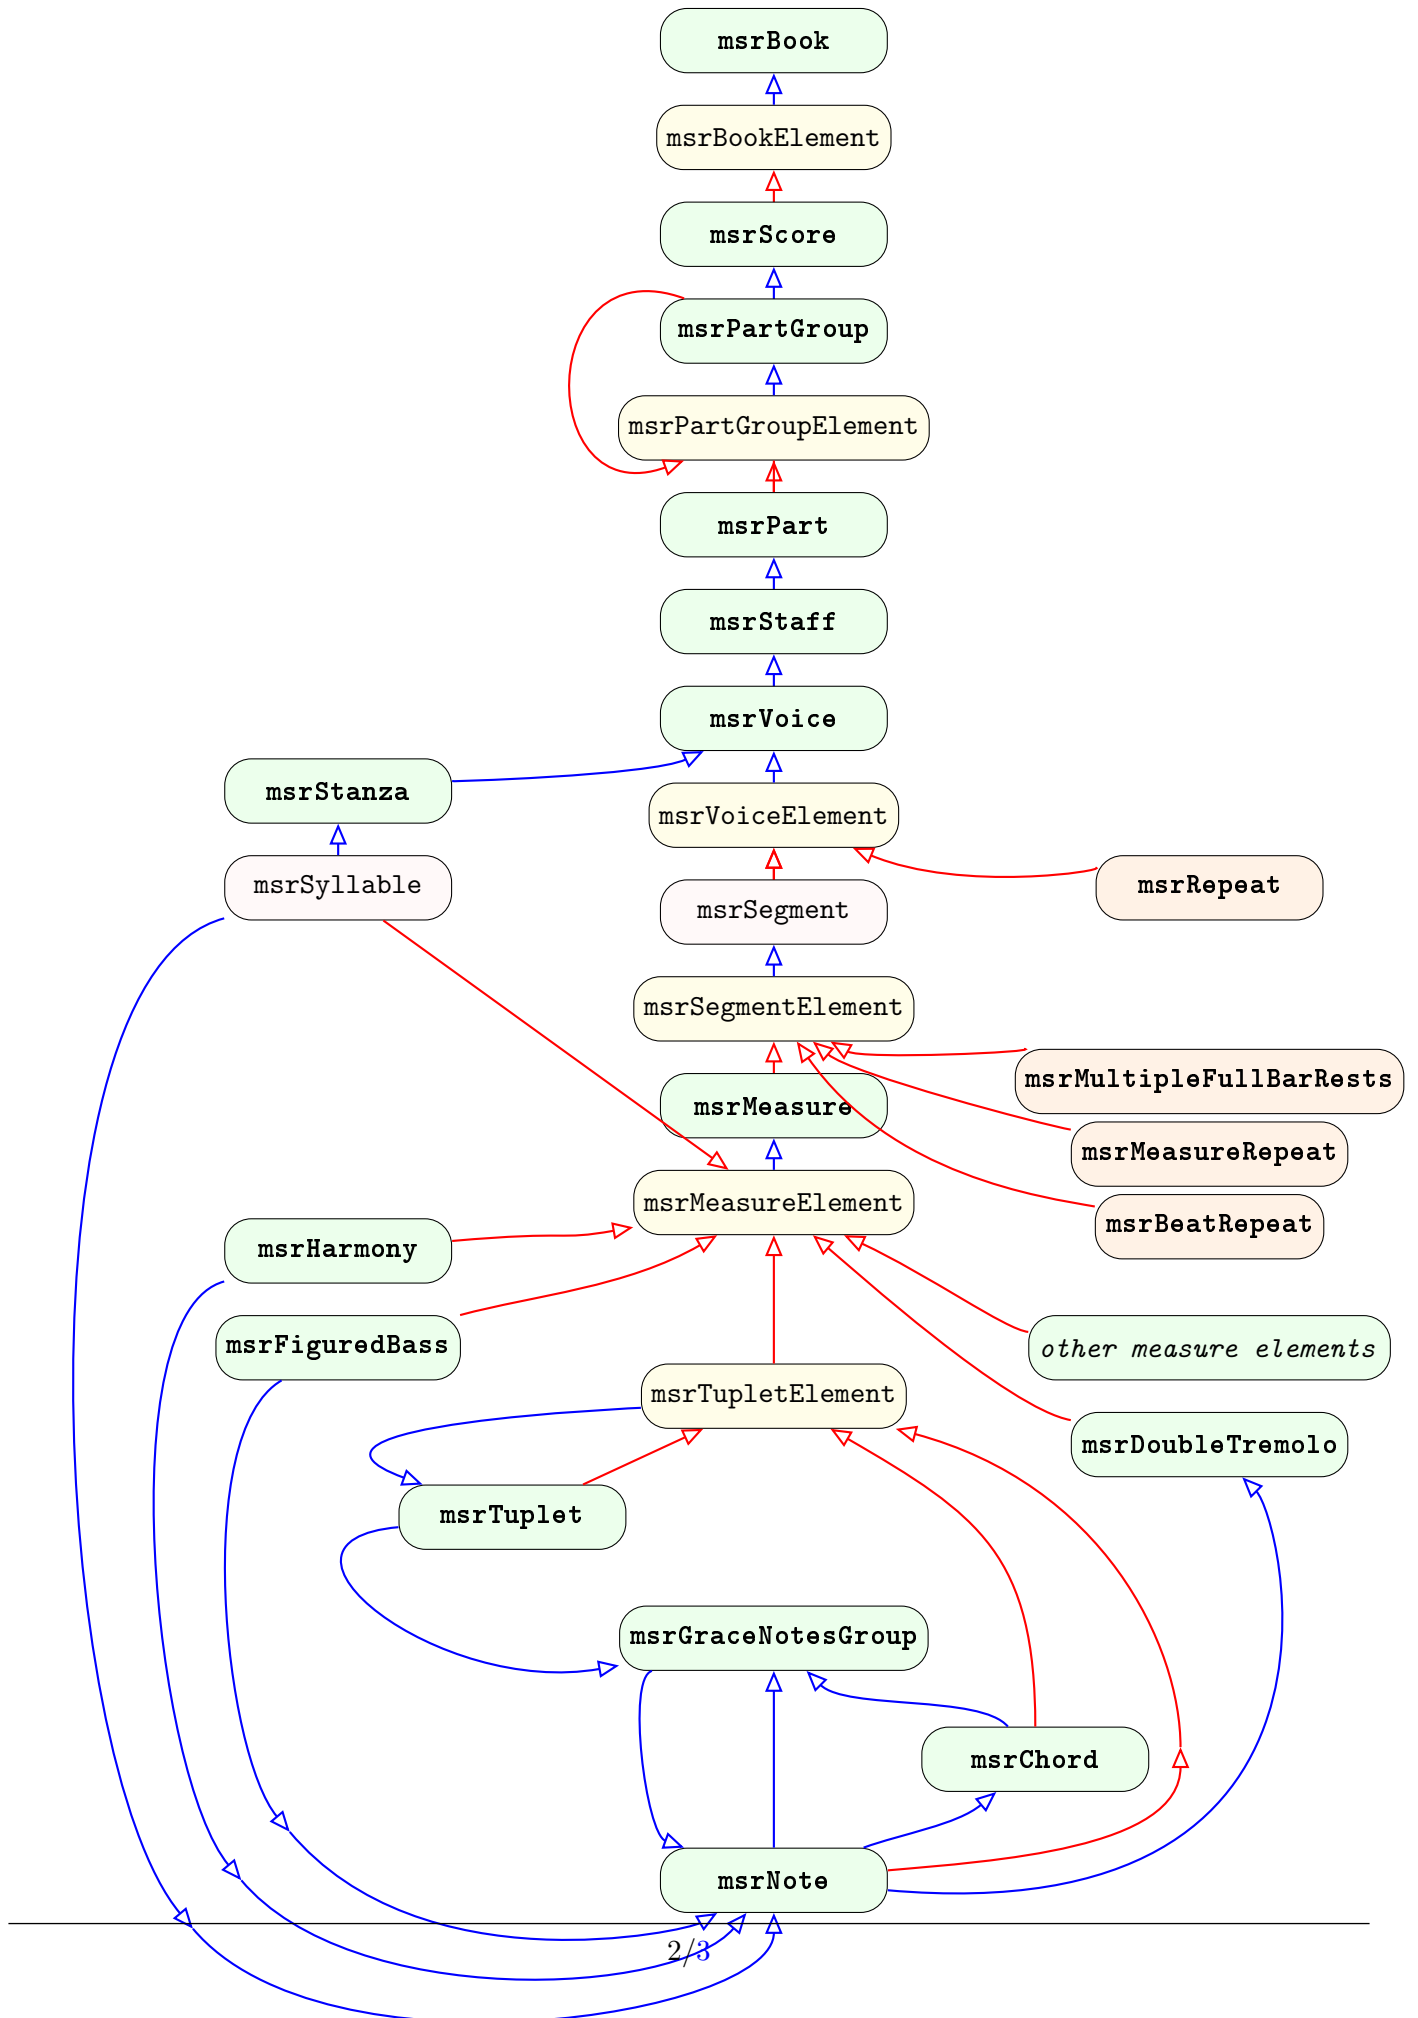 msrBook
msrBookElement
msrScore
msrPartGroup
msrPartGroupElement
msrPart
msrStaff
msrVoice
msrStanza
msrVoiceElement
msrSyllable
msrRepeat
msrSegment
msrSegmentElement
msrMultipleFullBarRests
msrMeasure
msrMeasureRepeat
msrMeasureElement
msrBeatRepeat
msrHarmony
msrFiguredBass
other measure elements
msrTupletElement
msrDoubleTremolo
msrTuplet
msrGraceNotesGroup
msrChord
msrNote
2/3